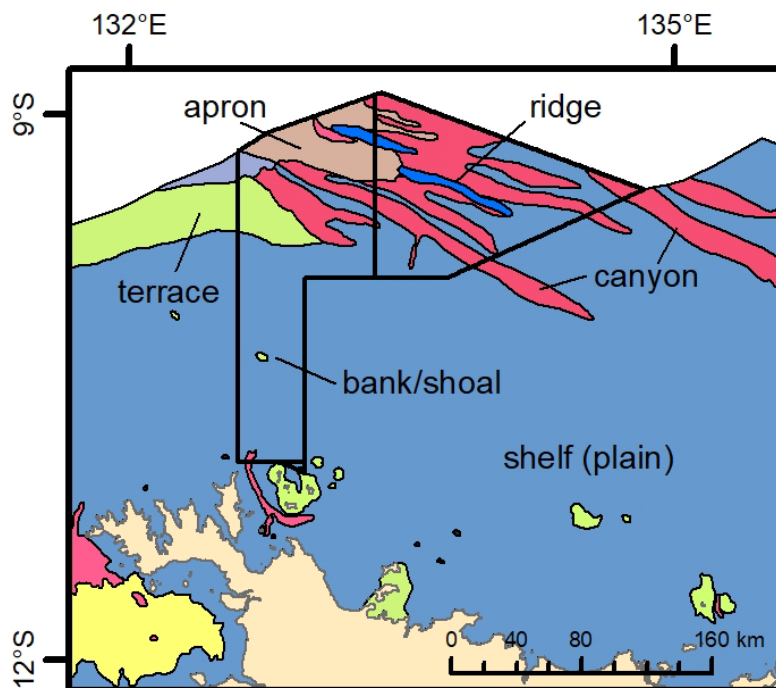 132°E
135°E
9°S
apron
ridge
terrace
canyon
bank/shoal
shelf (plain)
12°S
0 40 80 160 km